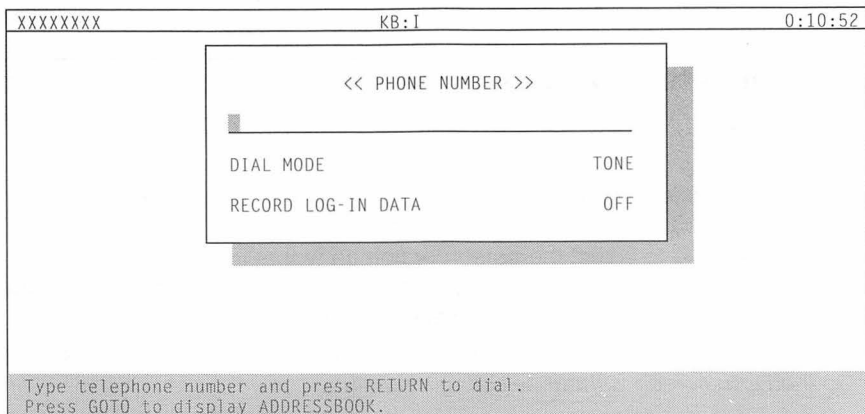 XXXXXXXX KB:I 0:10:52
<< PHONE NUMBER >>
DIAL MODE TONE
RECORD LOG-IN DATA OFF
Type telephone number and press RETURN to dial.
Press GOTO to display ADDRESSBOOK.